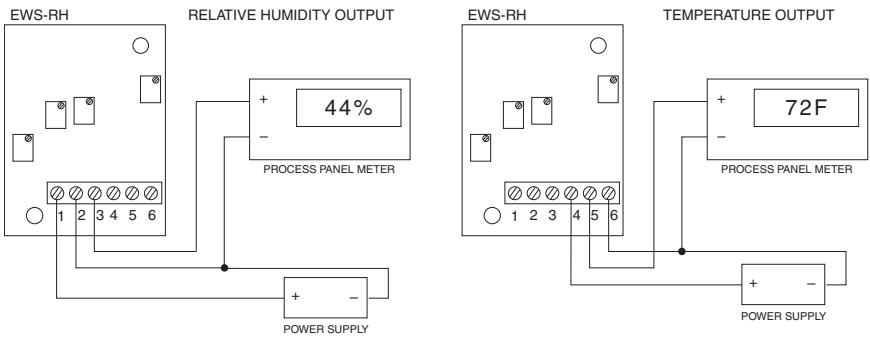 EWS-RH RELATIVE HUMIDITY OUTPUT
+ 44%
–
PROCESS PANEL METER
1 2 3 4 5 6
+ –
POWER SUPPLY
EWS-RH TEMPERATURE OUTPUT
+ 72F
–
PROCESS PANEL METER
1 2 3 4 5 6
+ –
POWER SUPPLY